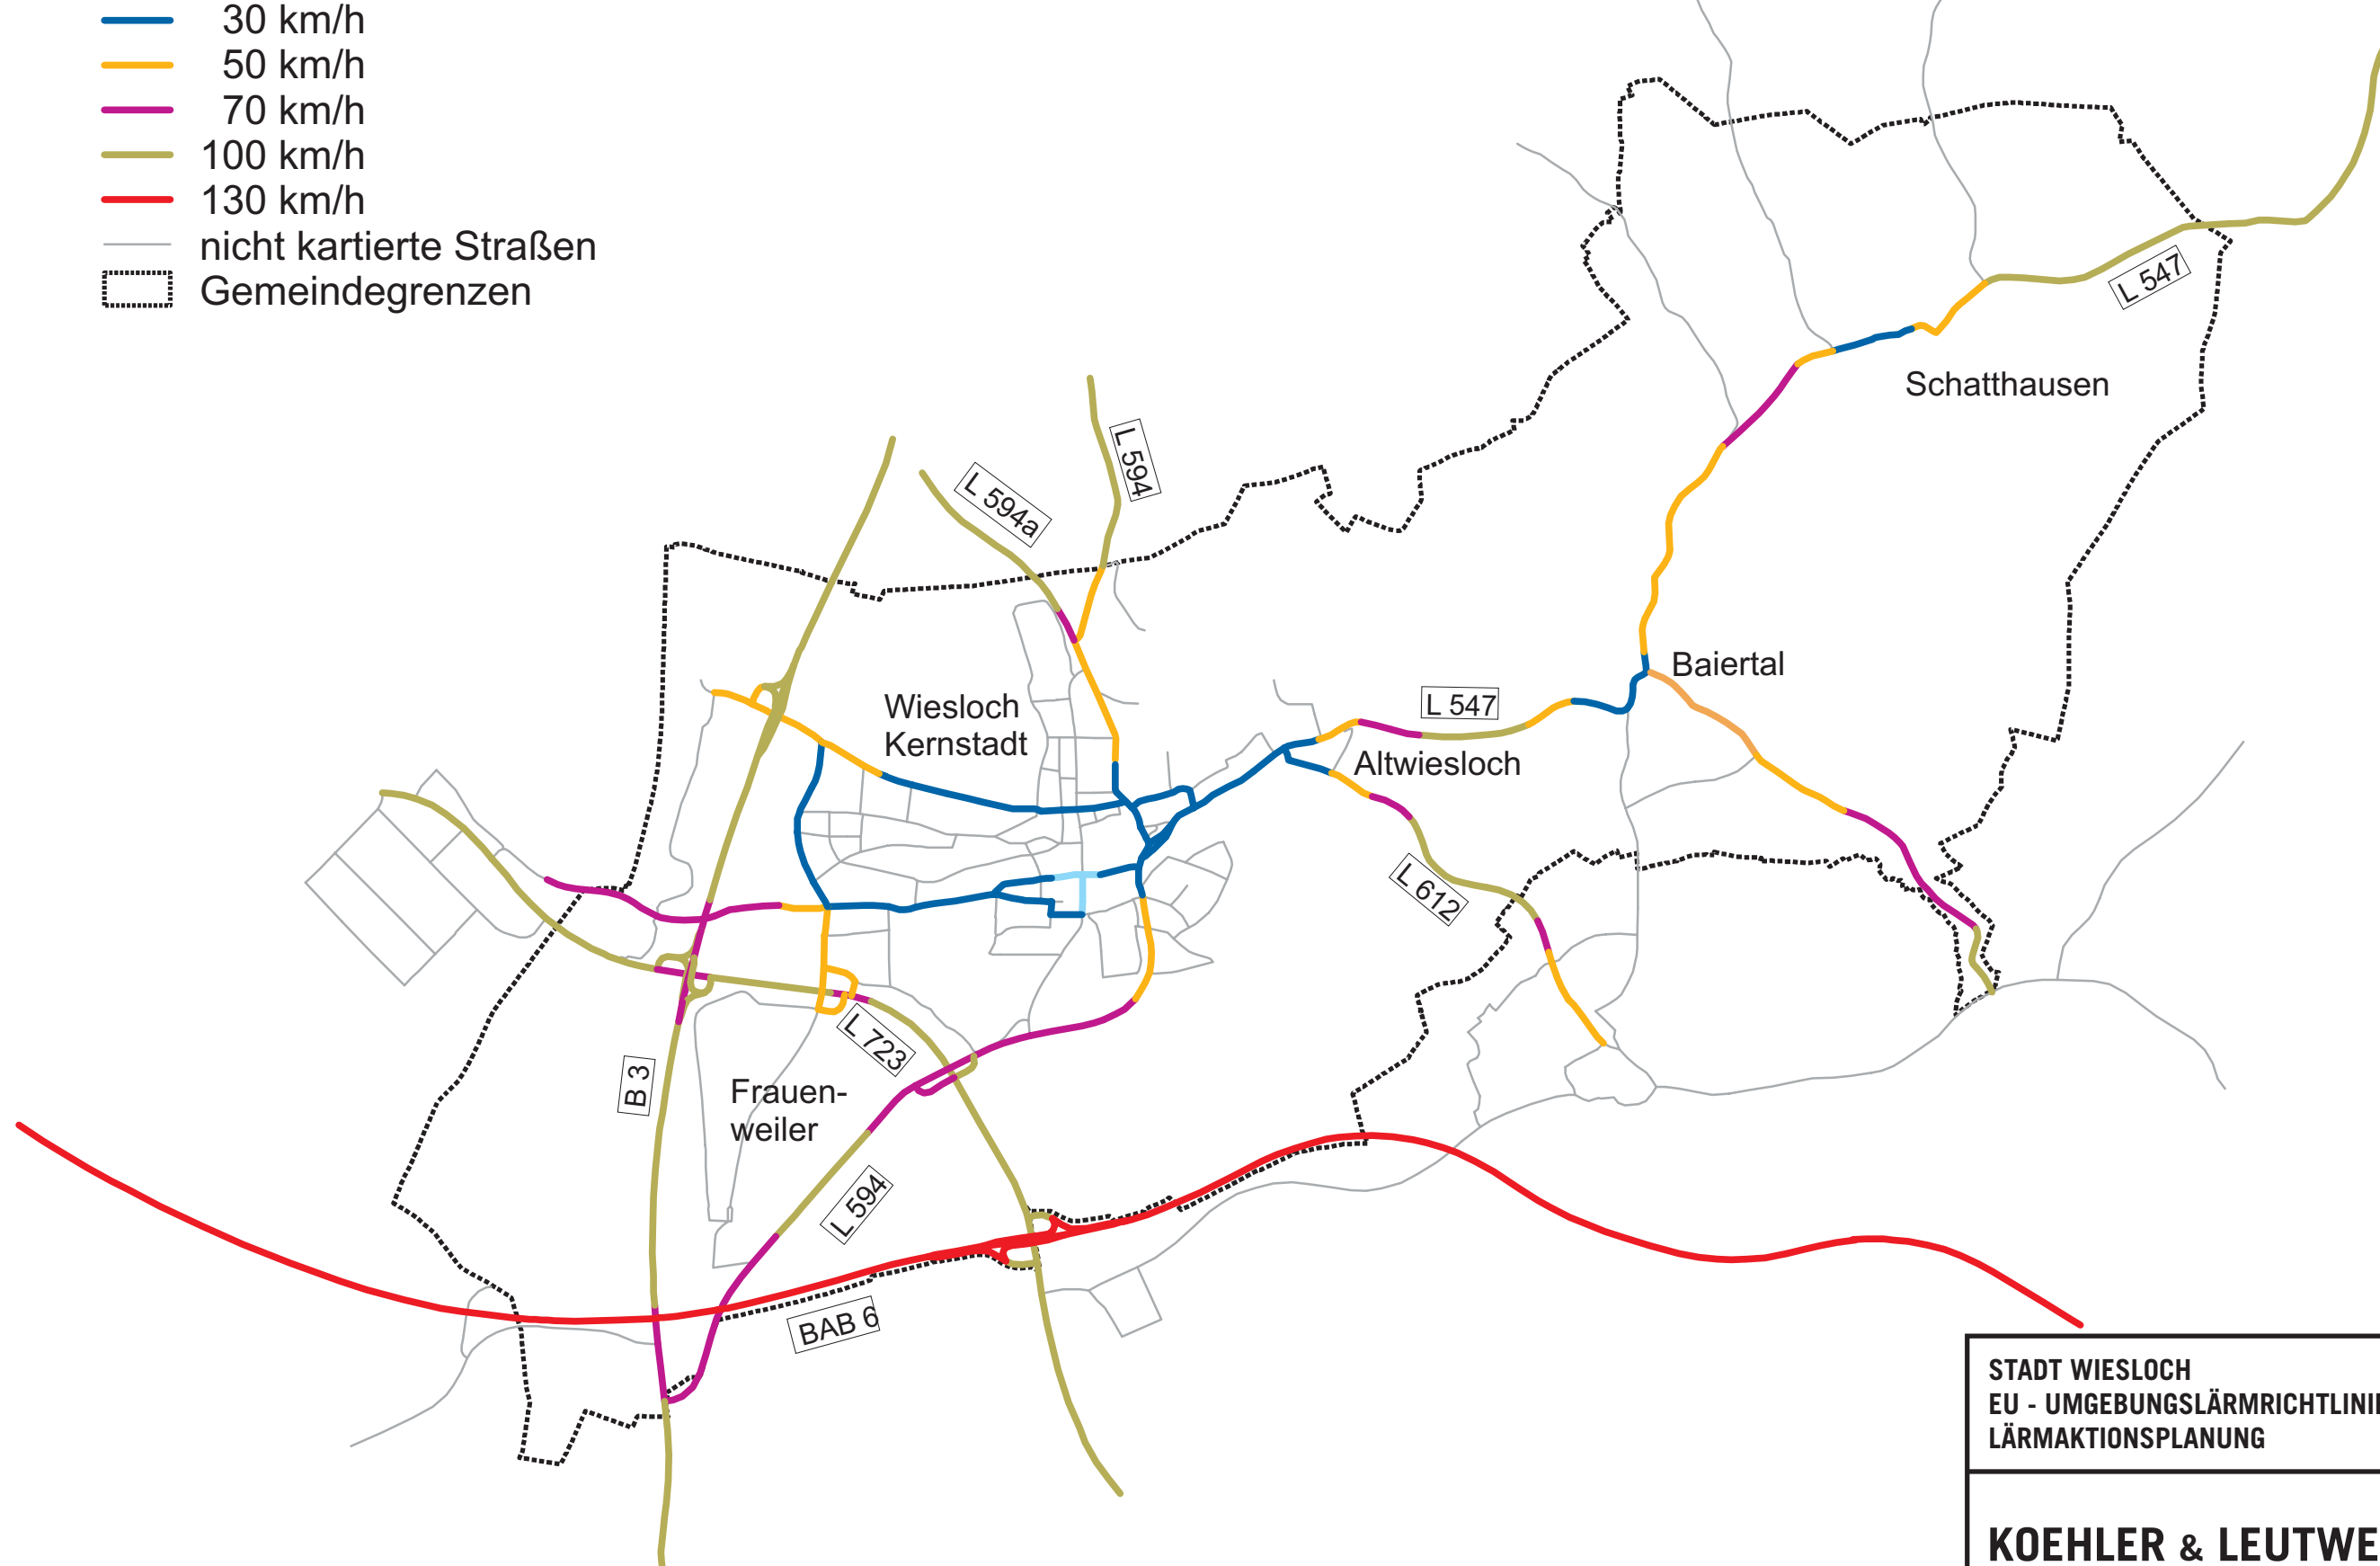 30 km/h
50 km/h
70 km/h
100 km/h
130 km/h
nicht kartierte Straßen
Gemeindegrenzen
L 547
Schatthausen
L 594
L 594a
Baiertal
Wiesloch
Kernstadt
L 547
Altwiesloch
L 612
L 723
B 3
Frauen-
weiler
L 594
BAB 6
STADT WIESLOCH
EU - UMGEBUNGSLÄRMRICHTLINI
LÄRMAKTIONSPLANUNG
KOEHLER & LEUTWE